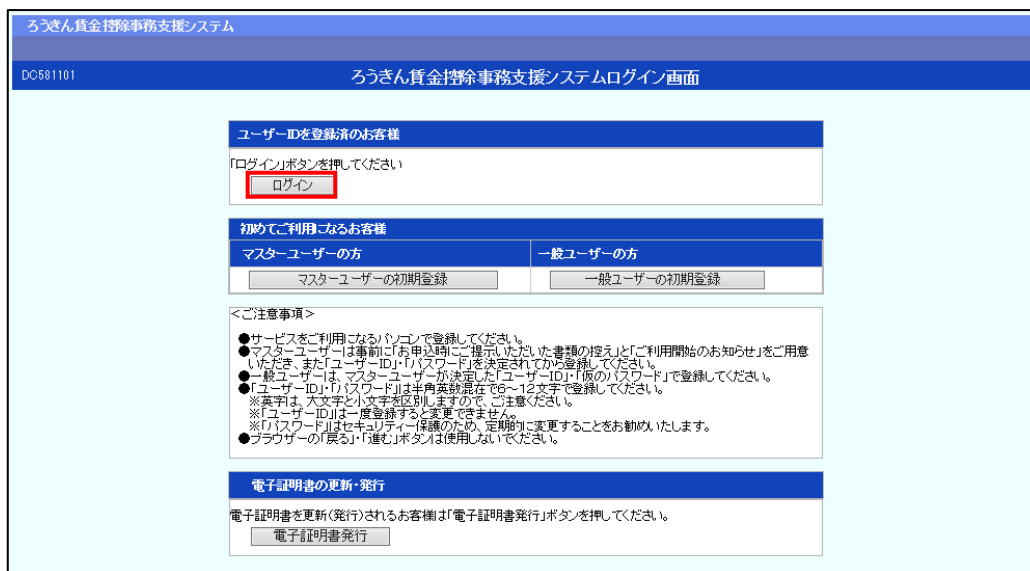 ろうきん賃金控除事務支援システム
DC581101
ろうきん賃金控除事務支援システムログイン画面
ユーザーIDを登録済のお客様
「ログイン」ボタンを押してください
ログイン
初めてご利用になるお客様
マスターユーザーの方
一般ユーザーの方
マスターユーザーの初期登録
一般ユーザーの初期登録
＜ご注意事項＞
●サービスをご利用になるパソコンで登録してください。
●マスターユーザーは事前に「お申込時にご提示いただいた書類の控え」と「ご利用開始のお知らせ」をご用意
いただき、また「ユーザーID」・「パスワード」を決定されてから登録してください。
●一般ユーザーは、マスターユーザーが決定した「ユーザーID」・「仮のパスワード」で登録してください。
●「ユーザーID」・「パスワード」は半角英数混在で6～12文字で登録してください。
※英字は、大文字と小文字を区別しますので、ご注意ください。
※「ユーザーID」は一度登録すると変更できません。
※「パスワード」はセキュリティー保護のため、定期的に変更することをお勧めいたします。
●ブラウザーの「戻る」・「進む」ボタンは使用しないでください。
電子証明書の更新・発行
電子証明書を更新(発行)されるお客様は「電子証明書発行」ボタンを押してください。
電子証明書発行